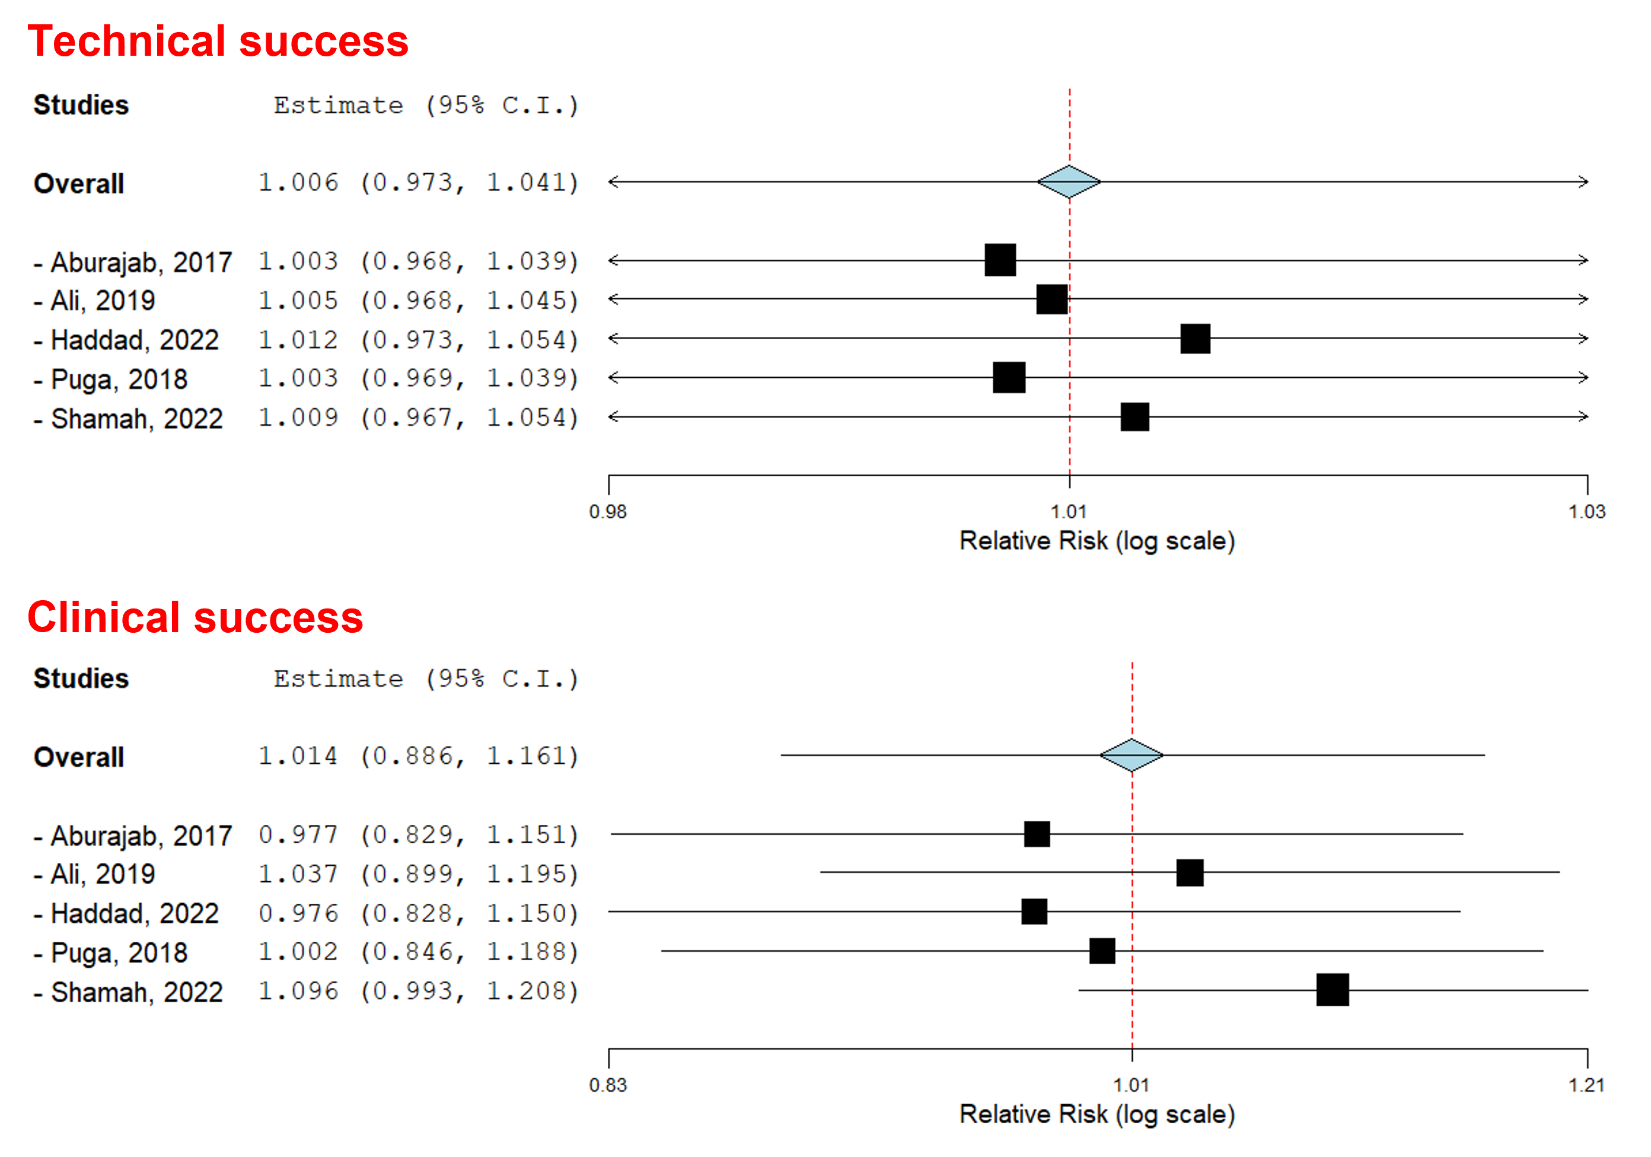 Technical success
Studies Estimate (95% C.I.)
Overall 1.006 (0.973, 1.041)
- Aburajab, 2017 1.003 (0.968, 1.039)
- Ali, 2019 1.005 (0.968, 1.045)
- Haddad, 2022 1.012 (0.973, 1.054)
- Puga, 2018 1.003 (0.969, 1.039)
- Shamah, 2022 1.009 (0.967, 1.054)
0.98 1.01 1.03
Relative Risk (log scale)
Clinical success
Studies Estimate (95% C.I.)
Overall 1.014 (0.886, 1.161)
- Aburajab, 2017 0.977 (0.829, 1.151)
- Ali, 2019 1.037 (0.899, 1.195)
- Haddad, 2022 0.976 (0.828, 1.150)
- Puga, 2018 1.002 (0.846, 1.188)
- Shamah, 2022 1.096 (0.993, 1.208)
0.83 1.01 1.21
Relative Risk (log scale)